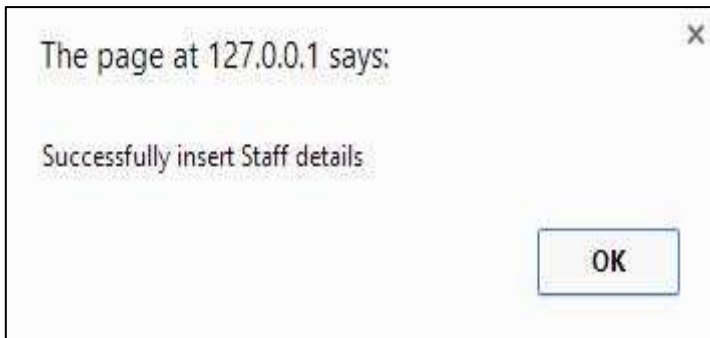 The page at 127.0.0.1 says:
Successfully insert Staff details
OK